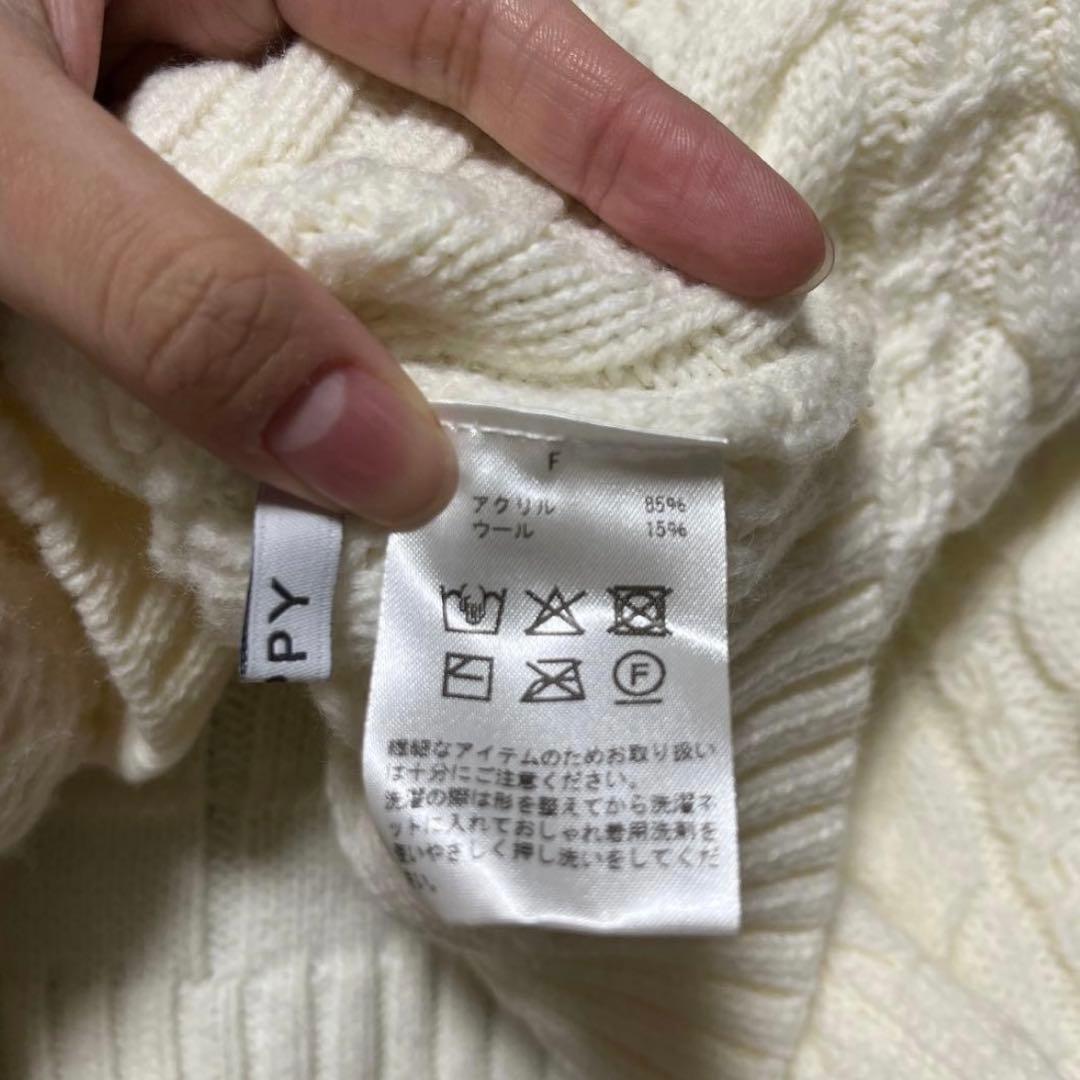 F
アクリル 85%
ウール 15%
PPY
F
繊細なアイテムのためお取り扱い
は十分にご注意ください。
洗濯の際は形を整えてから洗濯ネ
ットに入れておしゃれ着用洗剤を
使いやさしく押し洗いをしてくだ
さい。